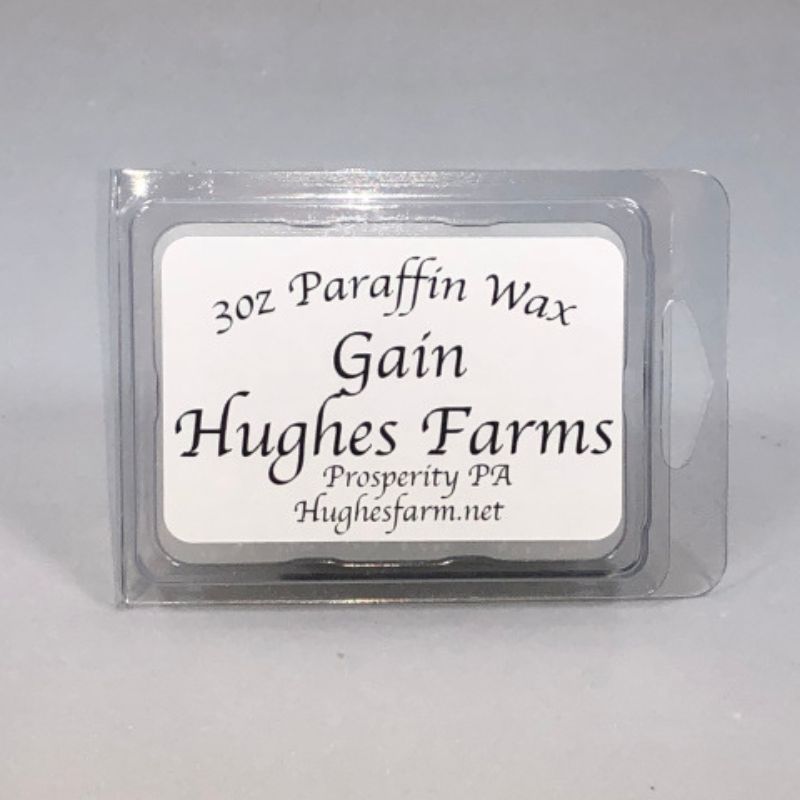 3oz Paraffin Wax
Gain
Hughes Farms
Prosperity PA
Hughesfarm.net